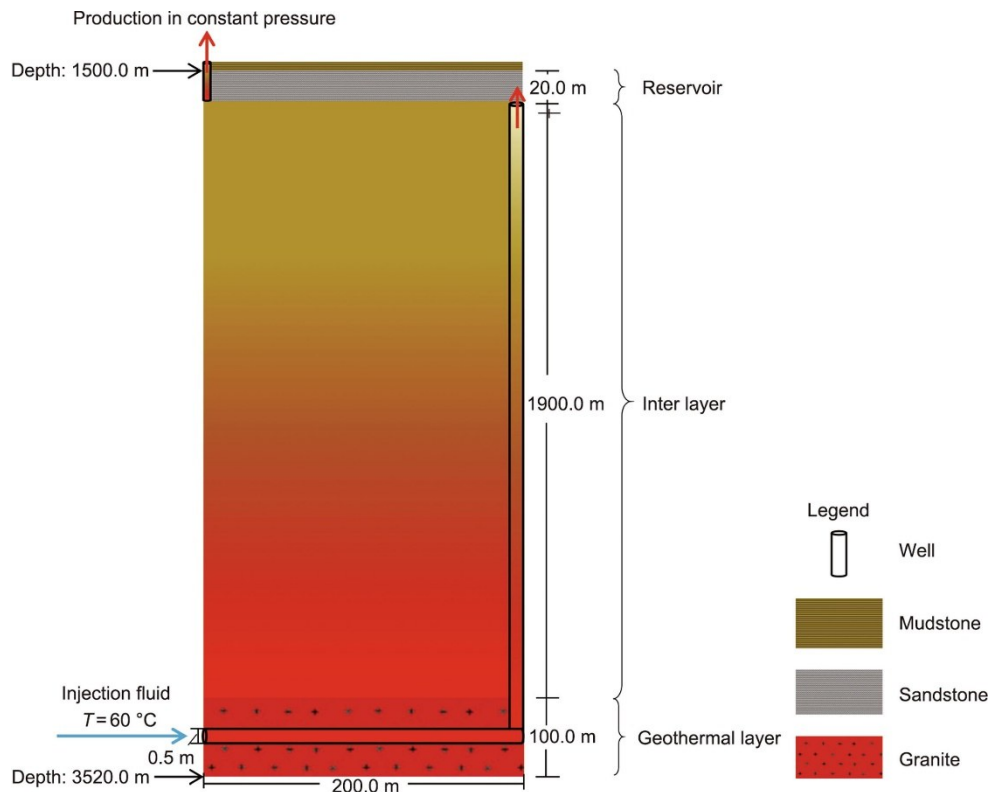 Production in constant pressure
Depth: 1500.0 m
20.0 m
Reservoir
1900.0 m
Inter layer
Legend
Well
Mudstone
Sandstone
Granite
Injection fluid
T = 60 °C
0.5 m
100.0 m
Geothermal layer
Depth: 3520.0 m
200.0 m